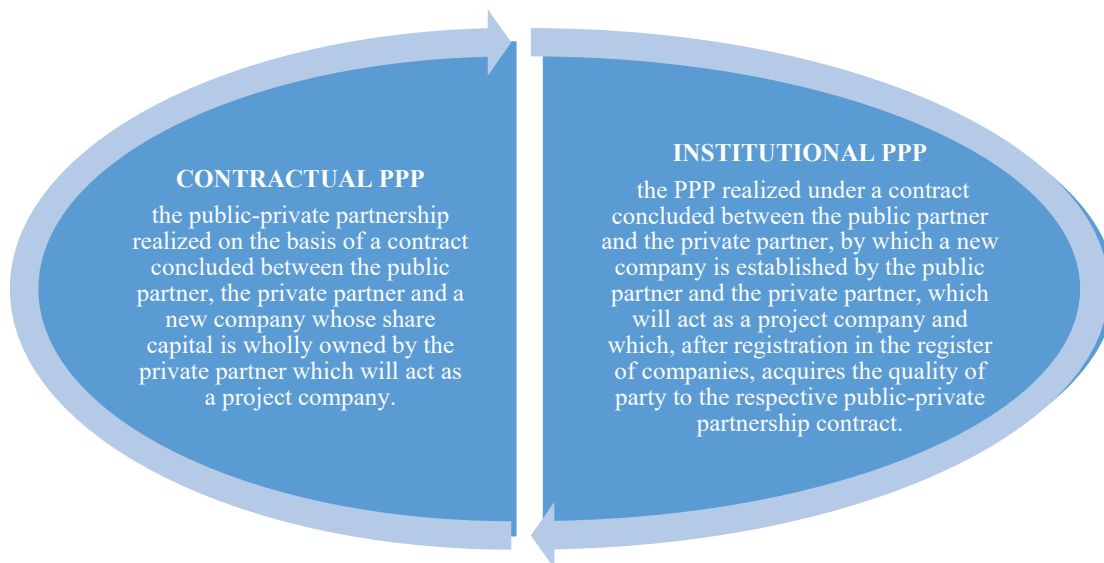 CONTRACTUAL PPP
the public-private partnership
realized on the basis of a contract
concluded between the public
partner, the private partner and a
new company whose share
capital is wholly owned by the
private partner which will act as
a project company.
INSTITUTIONAL PPP
the PPP realized under a contract
concluded between the public partner
and the private partner, by which a new
company is established by the public
partner and the private partner, which
will act as a project company and
which, after registration in the register
of companies, acquires the quality of
party to the respective public-private
partnership contract.